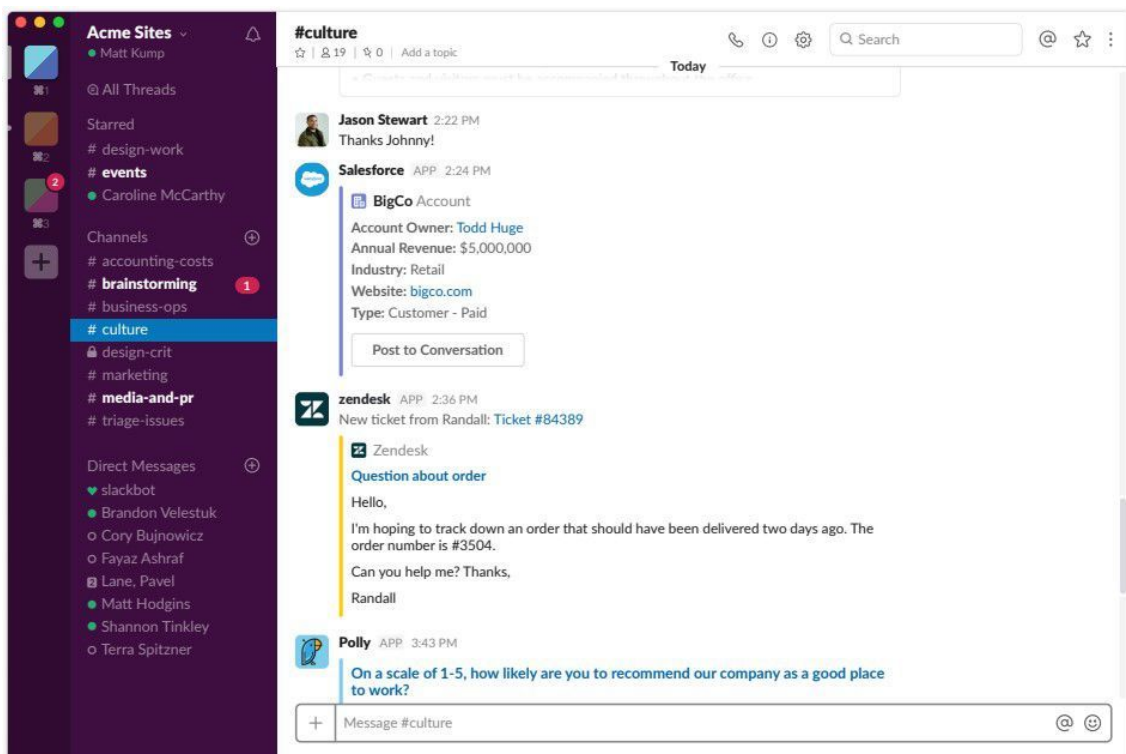 Acme Sites
Matt Kump
⌘1
⌘2
2
⌘3
All Threads
Starred
# design-work
# events
Caroline McCarthy
Channels
# accounting-costs
# brainstorming 1
# business-ops
# culture
design-crit
# marketing
# media-and-pr
# triage-issues
Direct Messages
slackbot
Brandon Velestuk
Cory Bujnowicz
Fayaz Ashraf
2 Lane, Pavel
Matt Hodgins
Shannon Tinkley
Terra Spitzner
#culture
19 | 0 | Add a topic
Search
Today
Jason Stewart 2:22 PM
Thanks Johnny!
Salesforce APP 2:24 PM
BigCo Account
Account Owner: Todd Huge
Annual Revenue: $5,000,000
Industry: Retail
Website: bigco.com
Type: Customer - Paid
Post to Conversation
zendesk APP 2:36 PM
New ticket from Randall: Ticket #84389
Zendesk
Question about order
Hello,
I'm hoping to track down an order that should have been delivered two days ago. The
order number is #3504.
Can you help me? Thanks,
Randall
Polly APP 3:43 PM
On a scale of 1-5, how likely are you to recommend our company as a good place
to work?
Message #culture